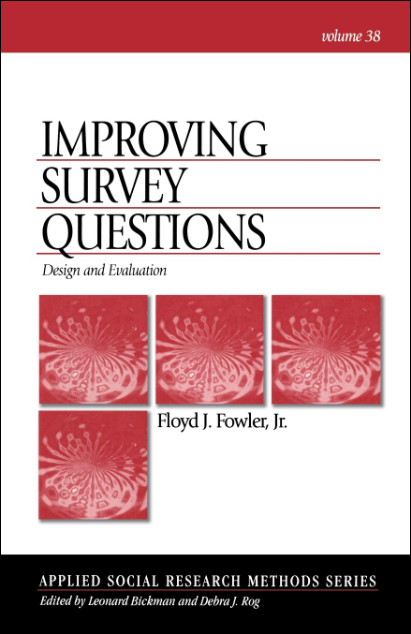 volume 38
IMPROVING
SURVEY
QUESTIONS
Design and Evaluation
Floyd J. Fowler, Jr.
APPLIED SOCIAL RESEARCH METHODS SERIES
Edited by Leonard Bickman and Debra J. Rog